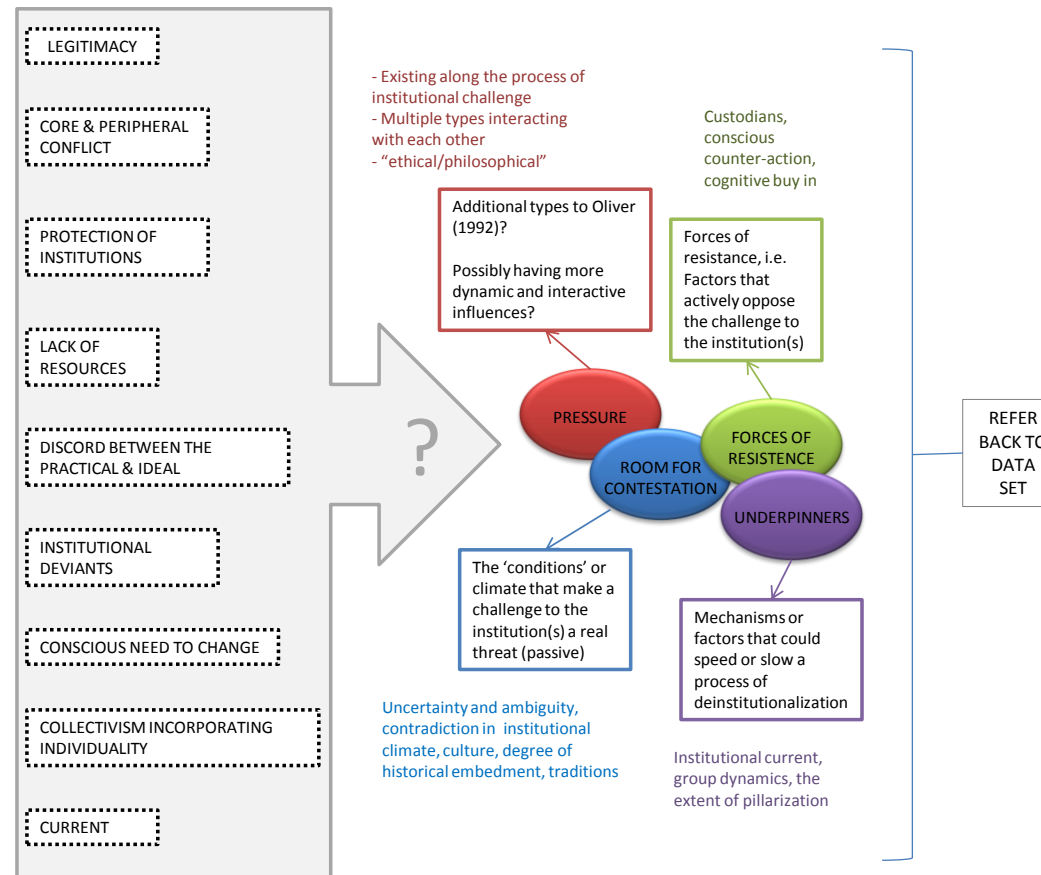 LEGITIMACY
CORE & PERIPHERAL
CONFLICT
PROTECTION OF
INSTITUTIONS
LACK OF
RESOURCES
DISCORD BETWEEN THE
PRACTICAL & IDEAL
INSTITUTIONAL
DEVIANTS
CONSCIOUS NEED TO CHANGE
COLLECTIVISM INCORPORATING
INDIVIDUALITY
CURRENT
?
- Existing along the process of
institutional challenge
- Multiple types interacting
with each other
- “ethical/philosophical”
Additional types to Oliver
(1992)?
Possibly having more
dynamic and interactive
influences?
Custodians,
conscious
counter-action,
cognitive buy in
Forces of
resistance, i.e.
Factors that
actively oppose
the challenge to
the institution(s)
PRESSURE
ROOM FOR
CONTESTATION
FORCES OF
RESISTENCE
UNDERPINNERS
The ‘conditions’ or
climate that make a
challenge to the
institution(s) a real
threat (passive)
Uncertainty and ambiguity,
contradiction in institutional
climate, culture, degree of
historical embedment, traditions
Mechanisms or
factors that could
speed or slow a
process of
deinstitutionalization
Institutional current,
group dynamics, the
extent of pillarization
REFER
BACK TO
DATA
SET